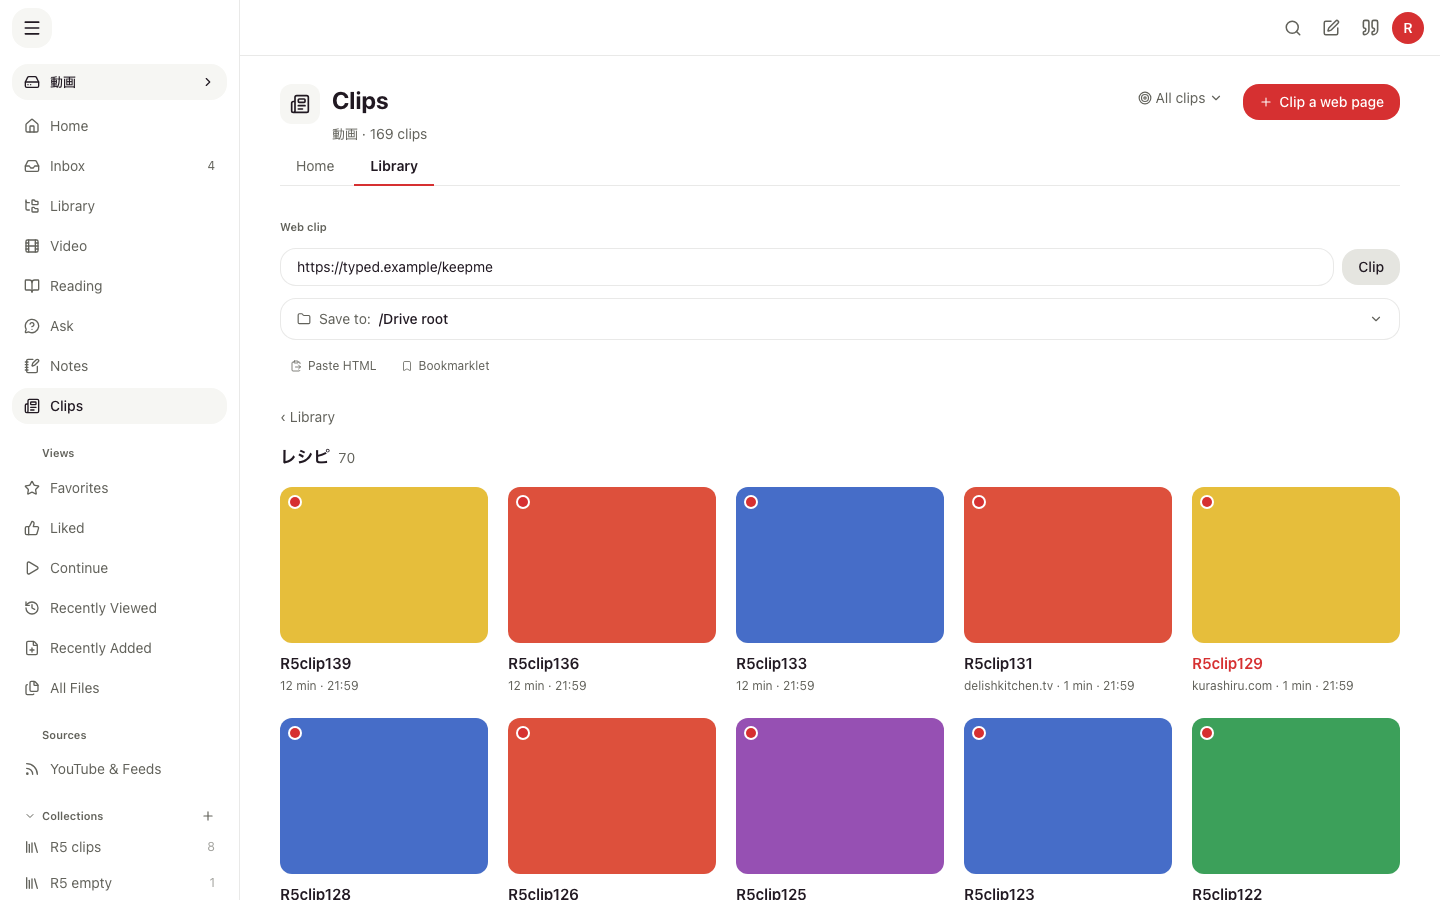 動画
Home
Inbox 4
Library
Video
Reading
Ask
Notes
Clips
Views
Favorites
Liked
Continue
Recently Viewed
Recently Added
All Files
Sources
YouTube & Feeds
Collections
R5 clips 8
R5 empty 1
R
Clips
動画 · 169 clips
All clips
Clip a web page
Home Library
Web clip
https://typed.example/keepme Clip
Save to: /Drive root
Paste HTML Bookmarklet
‹ Library
レシピ 70
R5clip139 R5clip136 R5clip133 R5clip131 R5clip129
12 min · 21:59 12 min · 21:59 12 min · 21:59 delishkitchen.tv · 1 min · 21:59 kurashiru.com · 1 min · 21:59
R5clip128 R5clip126 R5clip125 R5clip123 R5clip122